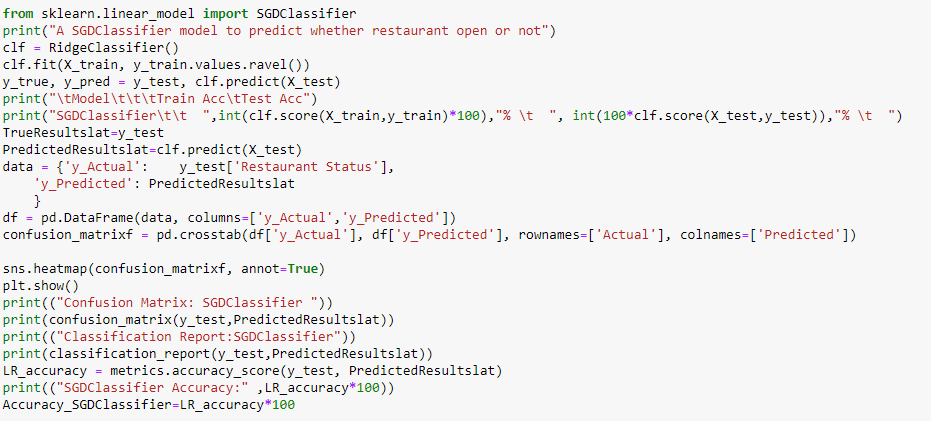 from sklearn.linear_model import SGDClassifier
print("A SGDClassifier model to predict whether restaurant open or not")
clf = RidgeClassifier()
clf.fit(X_train, y_train.values.ravel())
y_true, y_pred = y_test, clf.predict(X_test)
print("\tModel\t\t\tTrain Acc\tTest Acc")
print("SGDClassifier\t\t  ",int(clf.score(X_train,y_train)*100),"% \t  ", int(100*clf.score(X_test,y_test)),"% \t  ")
TrueResultslat=y_test
PredictedResultslat=clf.predict(X_test)
data = {'y_Actual':    y_test['Restaurant Status'],
    'y_Predicted': PredictedResultslat
    }
df = pd.DataFrame(data, columns=['y_Actual','y_Predicted'])
confusion_matrixf = pd.crosstab(df['y_Actual'], df['y_Predicted'], rownames=['Actual'], colnames=['Predicted'])

sns.heatmap(confusion_matrixf, annot=True)
plt.show()
print(("Confusion Matrix: SGDClassifier "))
print(confusion_matrix(y_test,PredictedResultslat))
print(("Classification Report:SGDClassifier"))
print(classification_report(y_test,PredictedResultslat))
LR_accuracy = metrics.accuracy_score(y_test, PredictedResultslat)
print(("SGDClassifier Accuracy:" ,LR_accuracy*100))
Accuracy_SGDClassifier=LR_accuracy*100